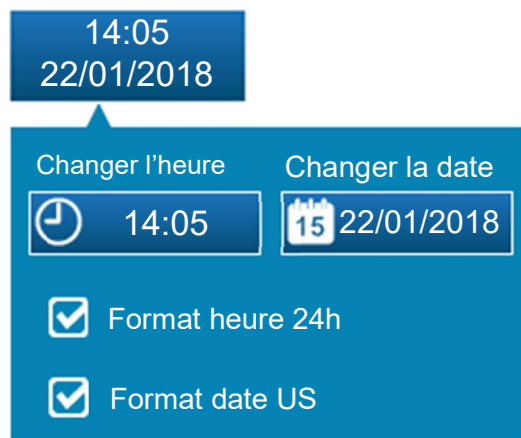 14:05
22/01/2018
Changer l'heure
Changer la date
14:05
15
22/01/2018
Format heure 24h
Format date US